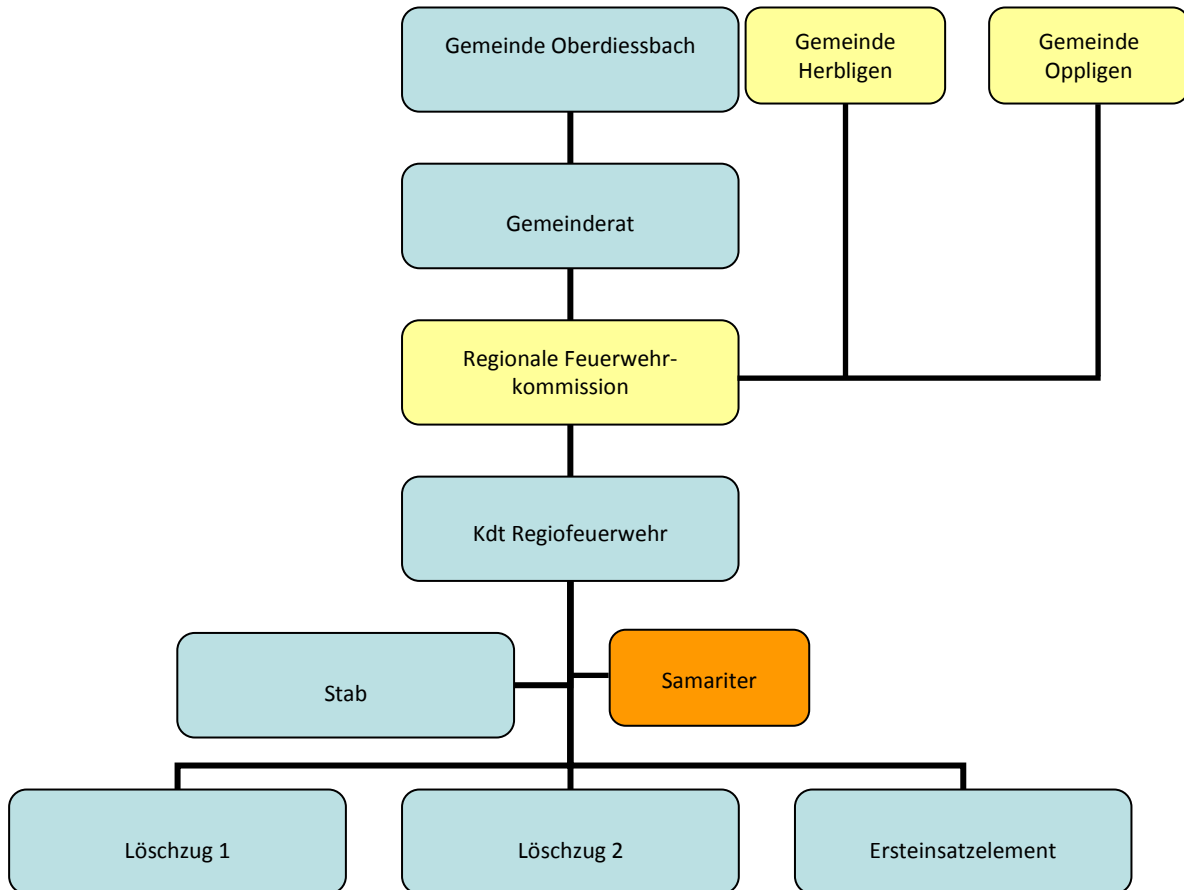 Gemeinde Oberdiessbach
Gemeinde
Herbligen
Gemeinde
Oppligen
Gemeinderat
Regionale Feuerwehr-
kommission
Kdt Regiofeuerwehr
Stab
Samariter
Löschzug 1
Löschzug 2
Ersteinsatzelement